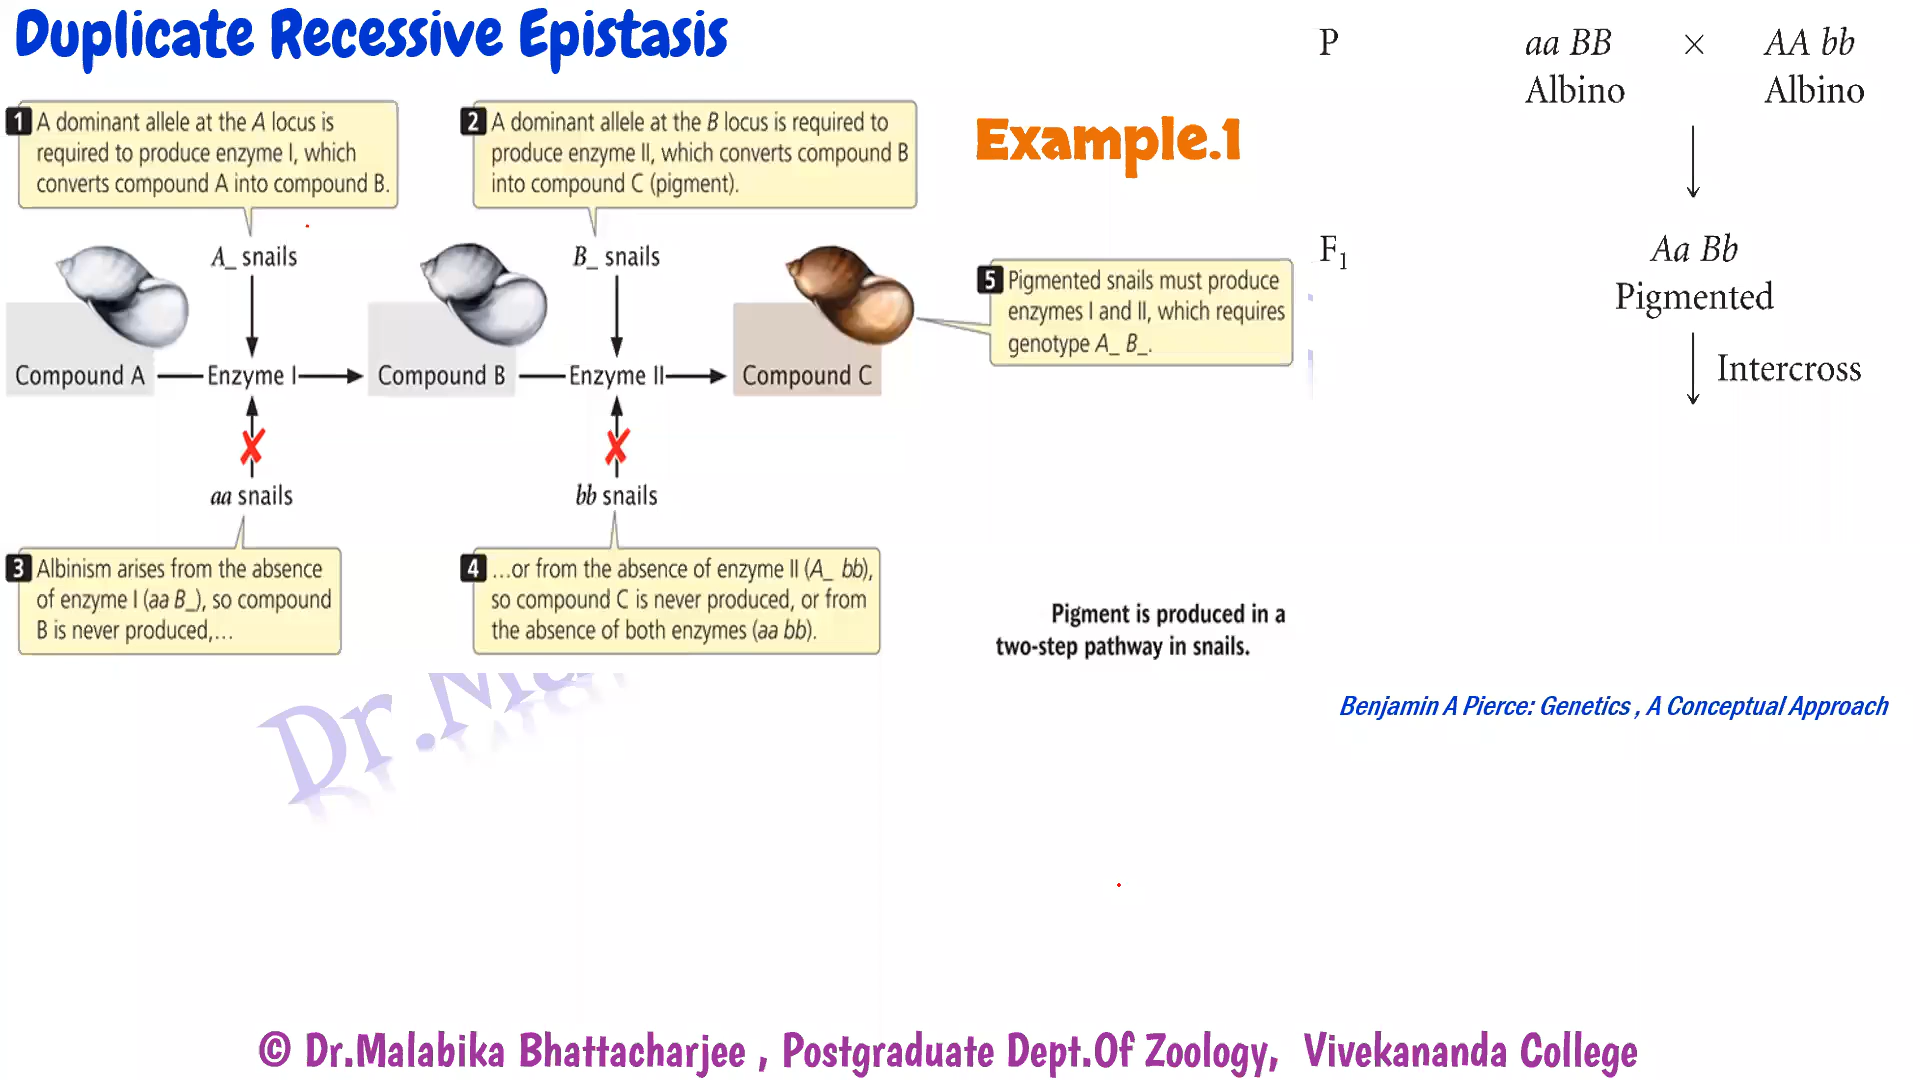 Duplicate Recessive Epistasis
1 A dominant allele at the A locus is
required to produce enzyme I, which
converts compound A into compound B.
2 A dominant allele at the B locus is required to
produce enzyme II, which converts compound B
into compound C (pigment).
Example.1
A_ snails
B_ snails
5 Pigmented snails must produce
enzymes I and II, which requires
genotype A_ B_.
Compound A
Enzyme I
Compound B
Enzyme II
Compound C
aa snails
bb snails
3 Albinism arises from the absence
of enzyme I (aa B_), so compound
B is never produced,…
4 …or from the absence of enzyme II (A_ bb),
so compound C is never produced, or from
the absence of both enzymes (aa bb).
Pigment is produced in a
two-step pathway in snails.
P aa BB × AA bb
Albino Albino
F1 Aa Bb
Pigmented
Intercross
Benjamin A Pierce: Genetics , A Conceptual Approach
Dr.
© Dr.Malabika Bhattacharjee , Postgraduate Dept.Of Zoology, Vivekananda College